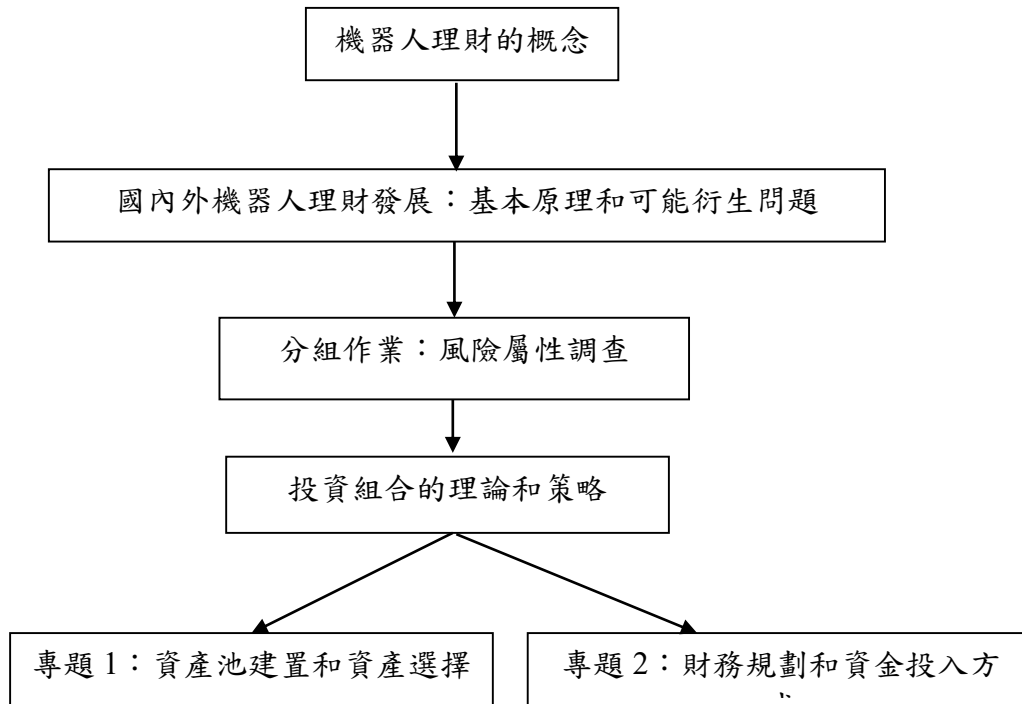 機器人理財的概念
國內外機器人理財發展：基本原理和可能衍生問題
分組作業：風險屬性調查
投資組合的理論和策略
專題 1：資產池建置和資產選擇
專題 2：財務規劃和資金投入方